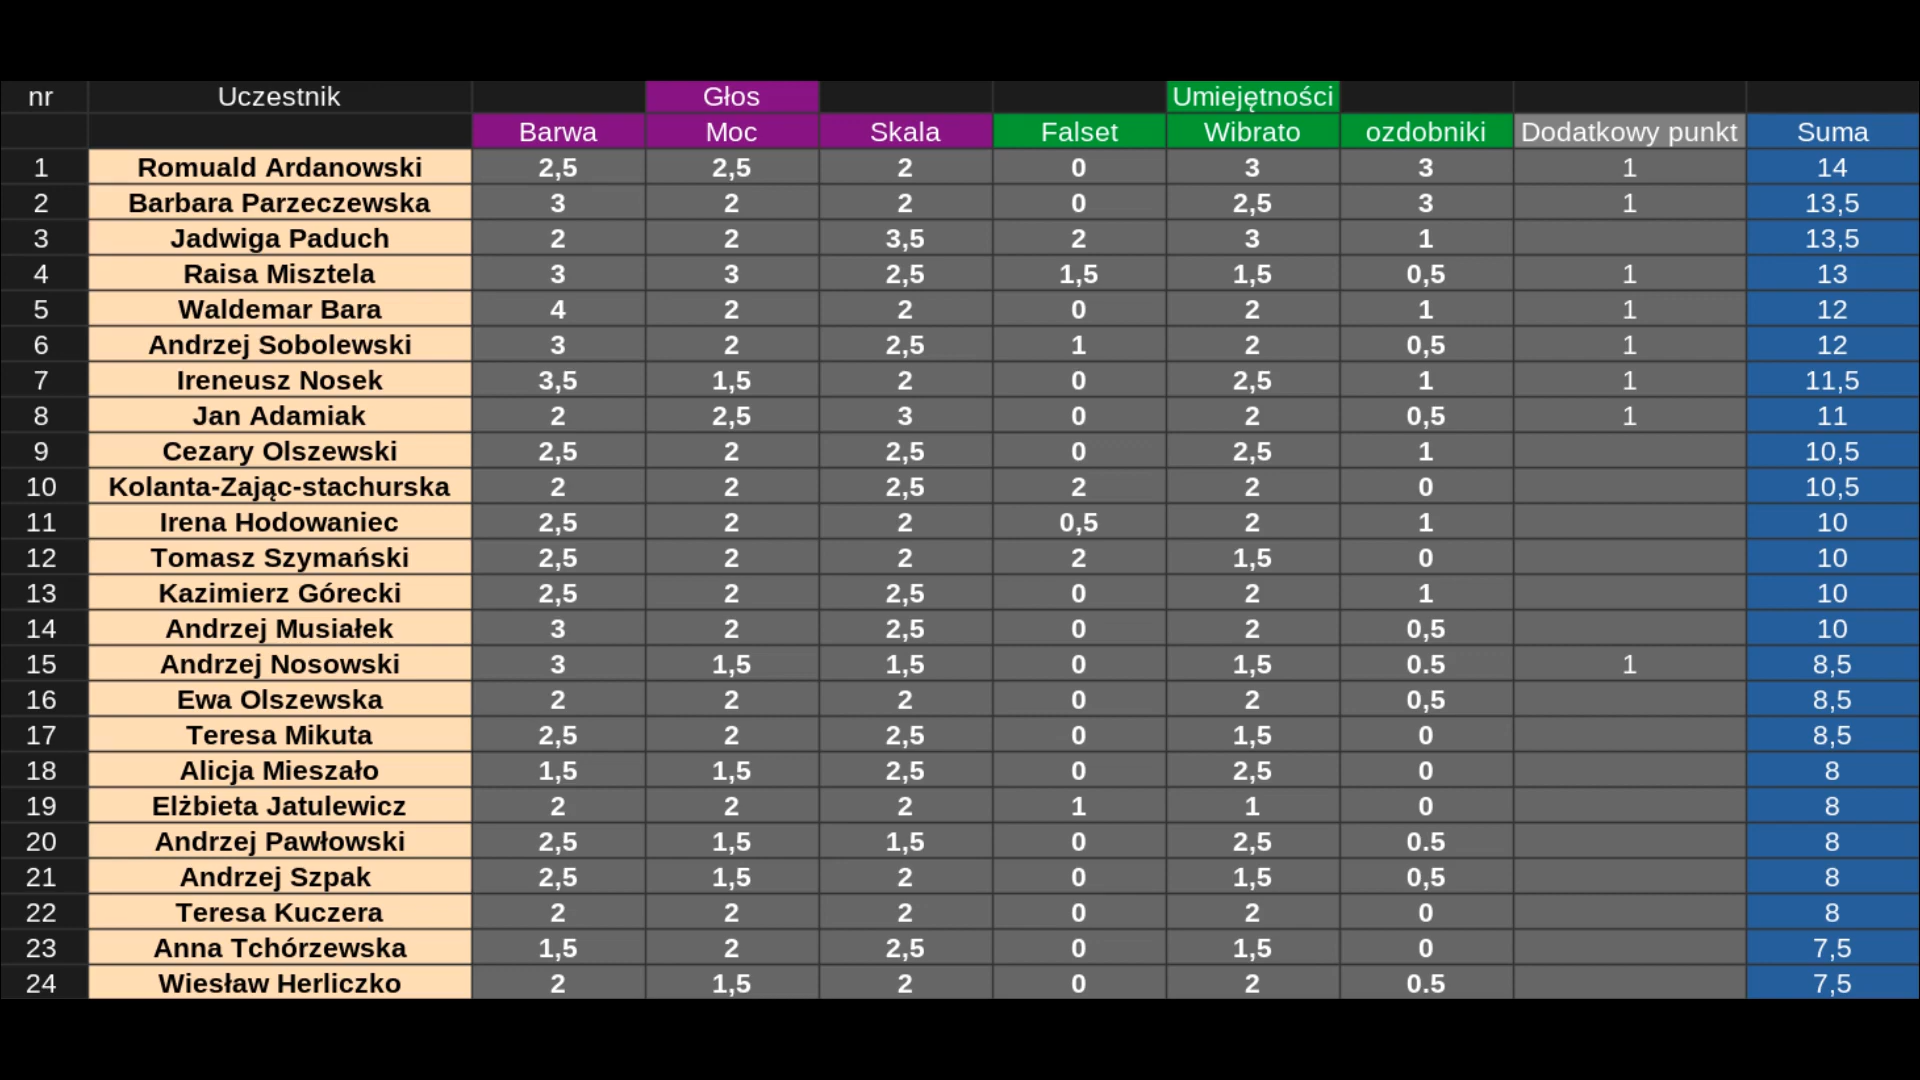 nr Uczestnik Głos Umiejętności
Barwa Moc Skala Falset Wibrato ozdobniki Dodatkowy punkt Suma
1 Romuald Ardanowski 2,5 2,5 2 0 3 3 1 14
2 Barbara Parzeczewska 3 2 2 0 2,5 3 1 13,5
3 Jadwiga Paduch 2 2 3,5 2 3 1 13,5
4 Raisa Misztela 3 3 2,5 1,5 1,5 0,5 1 13
5 Waldemar Bara 4 2 2 0 2 1 1 12
6 Andrzej Sobolewski 3 2 2,5 1 2 0,5 1 12
7 Ireneusz Nosek 3,5 1,5 2 0 2,5 1 1 11,5
8 Jan Adamiak 2 2,5 3 0 2 0,5 1 11
9 Cezary Olszewski 2,5 2 2,5 0 2,5 1 10,5
10 Kolanta-Zając-stachurska 2 2 2,5 2 2 0 10,5
11 Irena Hodowaniec 2,5 2 2 0,5 2 1 10
12 Tomasz Szymański 2,5 2 2 2 1,5 0 10
13 Kazimierz Górecki 2,5 2 2,5 0 2 1 10
14 Andrzej Musiałek 3 2 2,5 0 2 0,5 10
15 Andrzej Nosowski 3 1,5 1,5 0 1,5 0.5 1 8,5
16 Ewa Olszewska 2 2 2 0 2 0,5 8,5
17 Teresa Mikuta 2,5 2 2,5 0 1,5 0 8,5
18 Alicja Mieszało 1,5 1,5 2,5 0 2,5 0 8
19 Elżbieta Jatulewicz 2 2 2 1 1 0 8
20 Andrzej Pawłowski 2,5 1,5 1,5 0 2,5 0.5 8
21 Andrzej Szpak 2,5 1,5 2 0 1,5 0,5 8
22 Teresa Kuczera 2 2 2 0 2 0 8
23 Anna Tchórzewska 1,5 2 2,5 0 1,5 0 7,5
24 Wiesław Herliczko 2 1,5 2 0 2 0.5 7,5